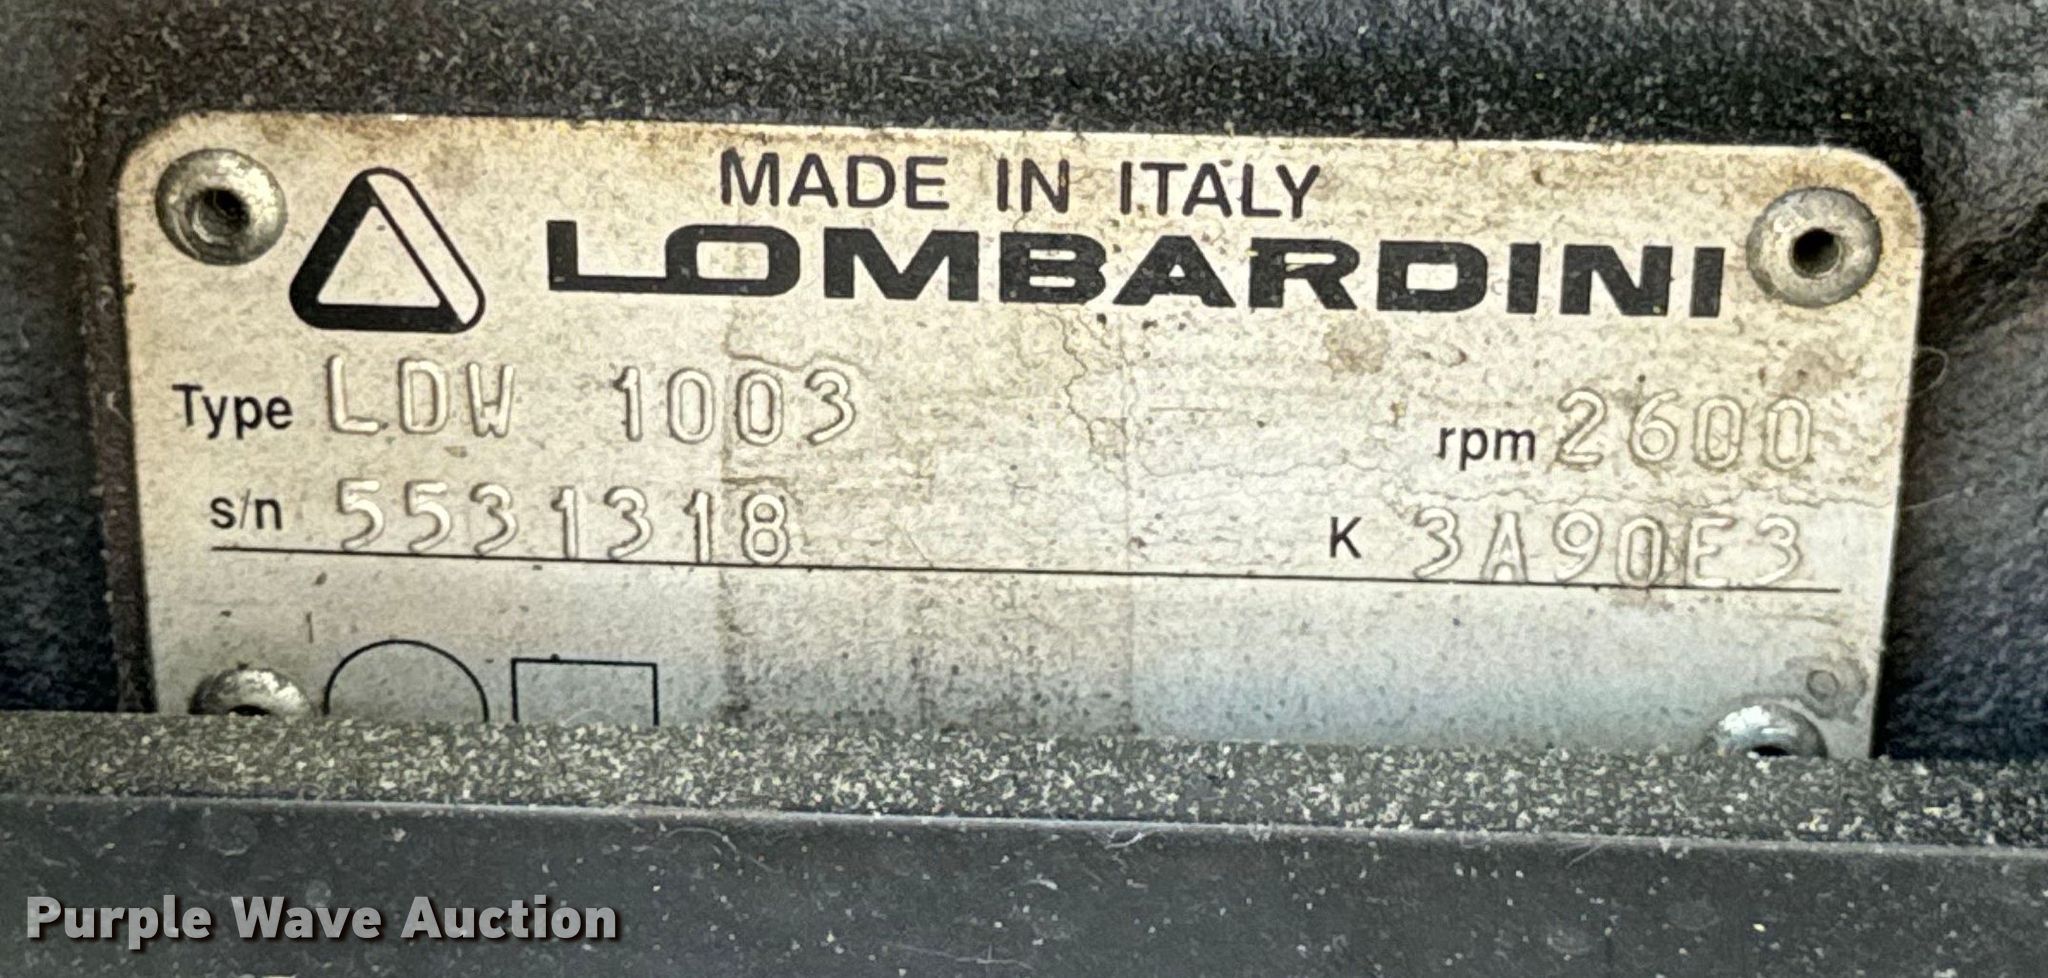 MADE IN ITALY
LOMBARDINI
Type LDW 1003 rpm 2600
s/n 5531318 K 3A90E3
Purple Wave Auction